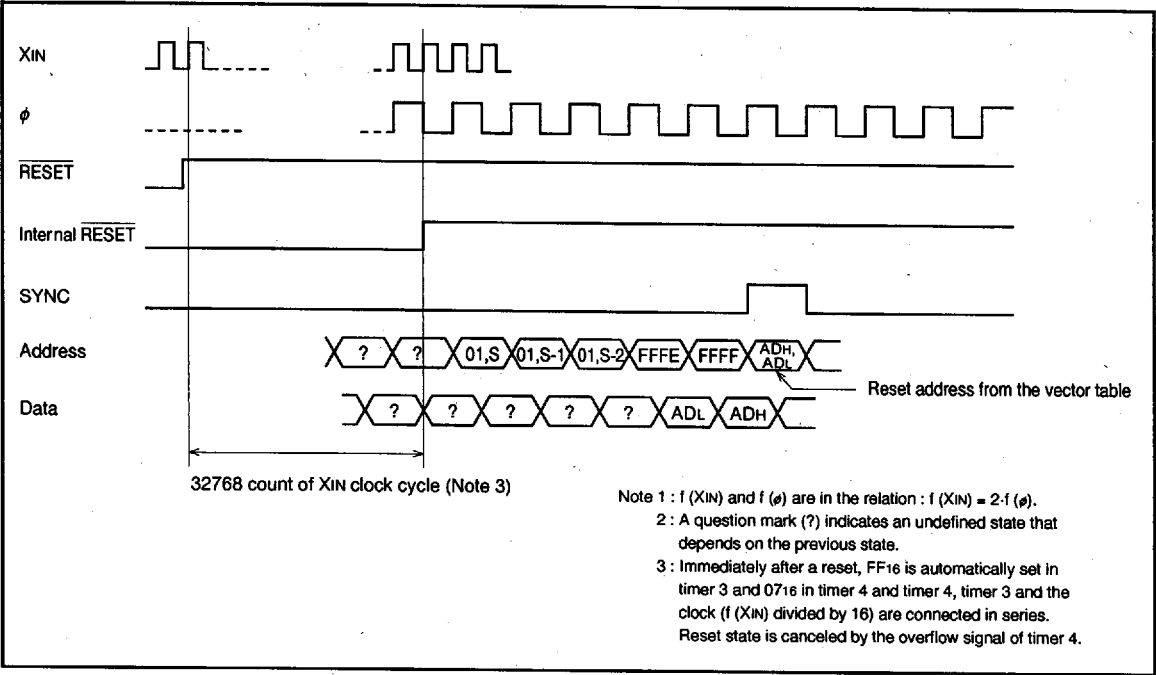 XIN
ϕ
RESET
Internal RESET
SYNC
Address
? ? 01,S 01,S-1 01,S-2 FFFE FFFF ADH, ADL
Reset address from the vector table
Data
? ? ? ? ? ADL ADH
32768 count of XIN clock cycle (Note 3)
Note 1 : f (XIN) and f (ø) are in the relation : f (XIN) = 2·f (ø).
2 : A question mark (?) indicates an undefined state that
depends on the previous state.
3 : Immediately after a reset, FF16 is automatically set in
timer 3 and 0716 in timer 4 and timer 4, timer 3 and the
clock (f (XIN) divided by 16) are connected in series.
Reset state is canceled by the overflow signal of timer 4.